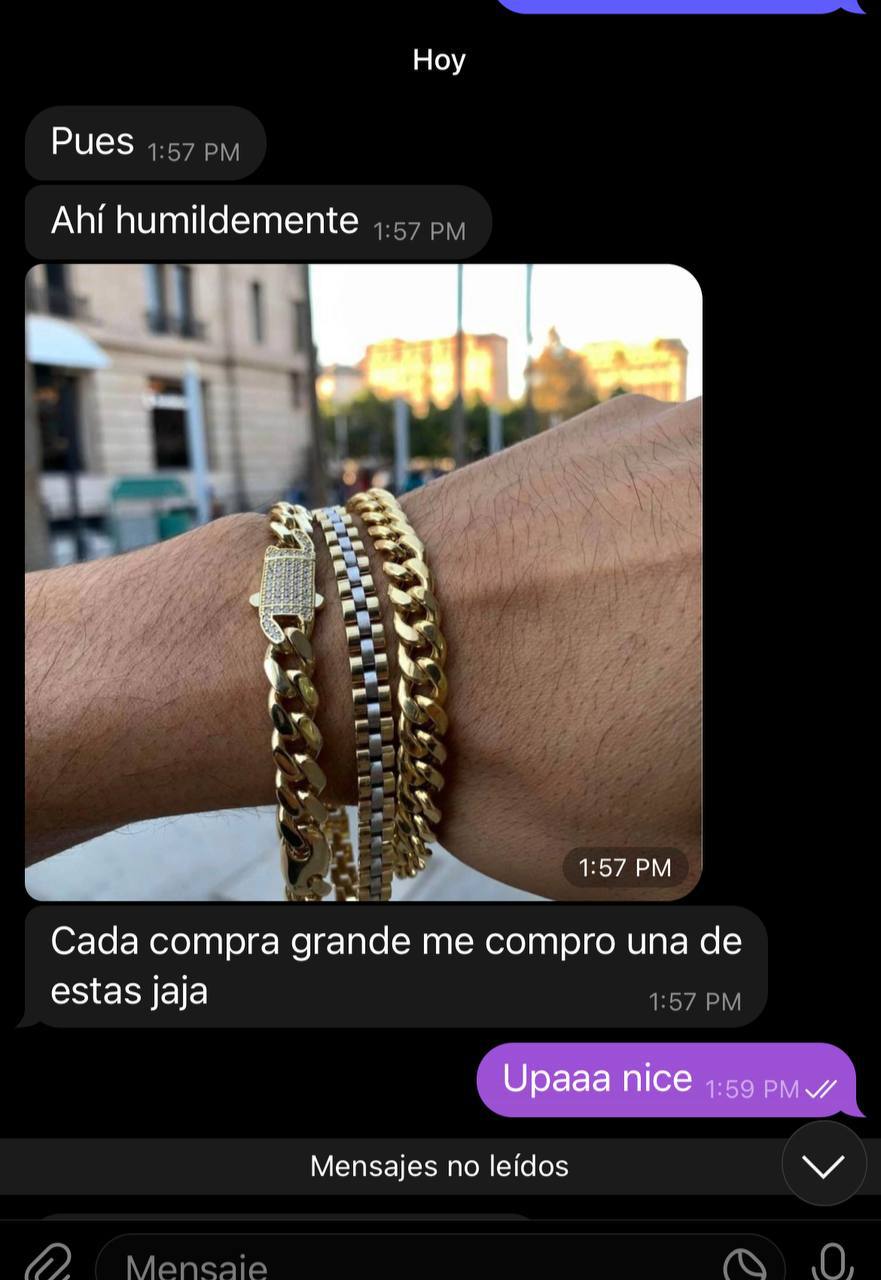 Hoy
Pues 1:57 PM
Ahí humildemente 1:57 PM
1:57 PM
Cada compra grande me compro una de
estas jaja 1:57 PM
Upaaa nice 1:59 PM
Mensajes no leídos
Mensaje